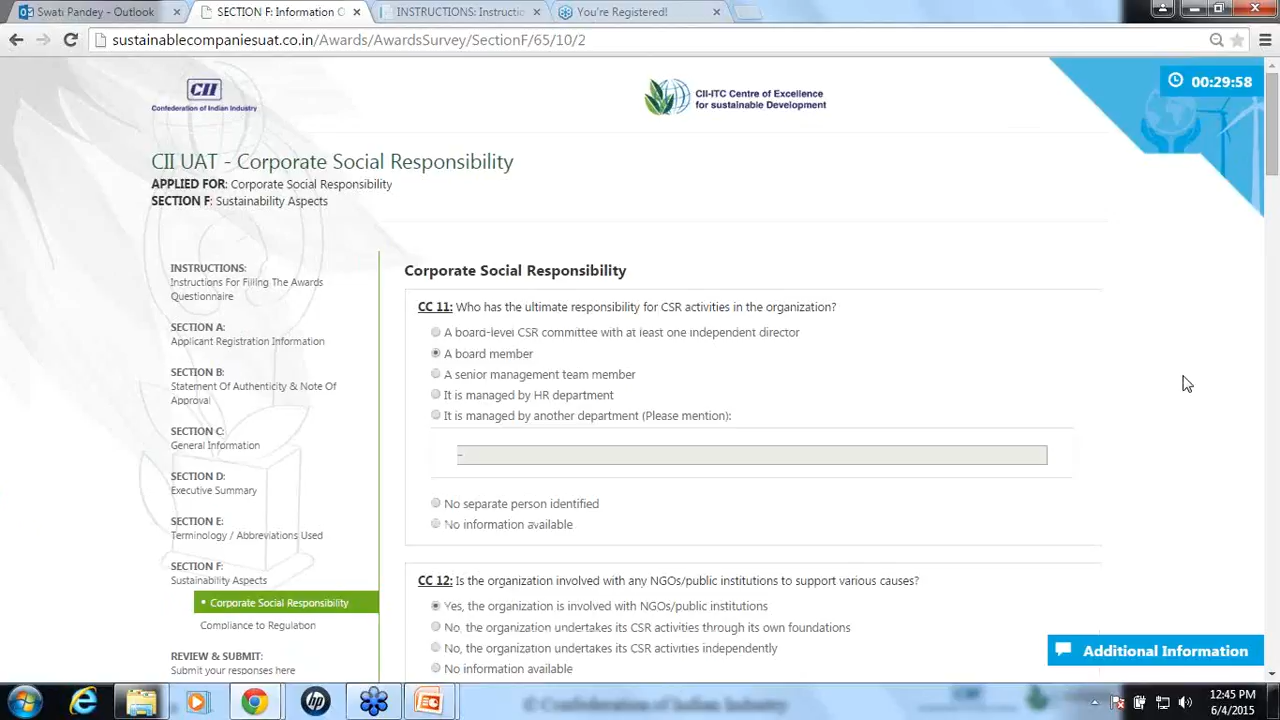 Swati Pandey - Outlook
SECTION F: Information
INSTRUCTIONS: Instructi
You're Registered!
sustainablecompaniesuat.co.in/Awards/AwardsSurvey/SectionF/65/10/2
CII
Confederation of Indian Industry
CII-ITC Centre of Excellence
for sustainable Development
00:29:58
CII UAT - Corporate Social Responsibility
APPLIED FOR: Corporate Social Responsibility
SECTION F: Sustainability Aspects
INSTRUCTIONS:
Instructions For Filling The Awards
Questionnaire
SECTION A:
Applicant Registration Information
SECTION B:
Statement Of Authenticity & Note Of
Approval
SECTION C:
General Information
SECTION D:
Executive Summary
SECTION E:
Terminology / Abbreviations Used
SECTION F:
Sustainability Aspects
• Corporate Social Responsibility
Compliance to Regulation
REVIEW & SUBMIT:
Submit your responses here
Corporate Social Responsibility
CC 11: Who has the ultimate responsibility for CSR activities in the organization?
A board-level CSR committee with at least one independent director
A board member
A senior management team member
It is managed by HR department
It is managed by another department (Please mention):
-
No separate person identified
No information available
CC 12: Is the organization involved with any NGOs/public institutions to support various causes?
Yes, the organization is involved with NGOs/public institutions
No, the organization undertakes its CSR activities through its own foundations
No, the organization undertakes its CSR activities independently
No information available
Additional Information
12:45 PM
6/4/2015